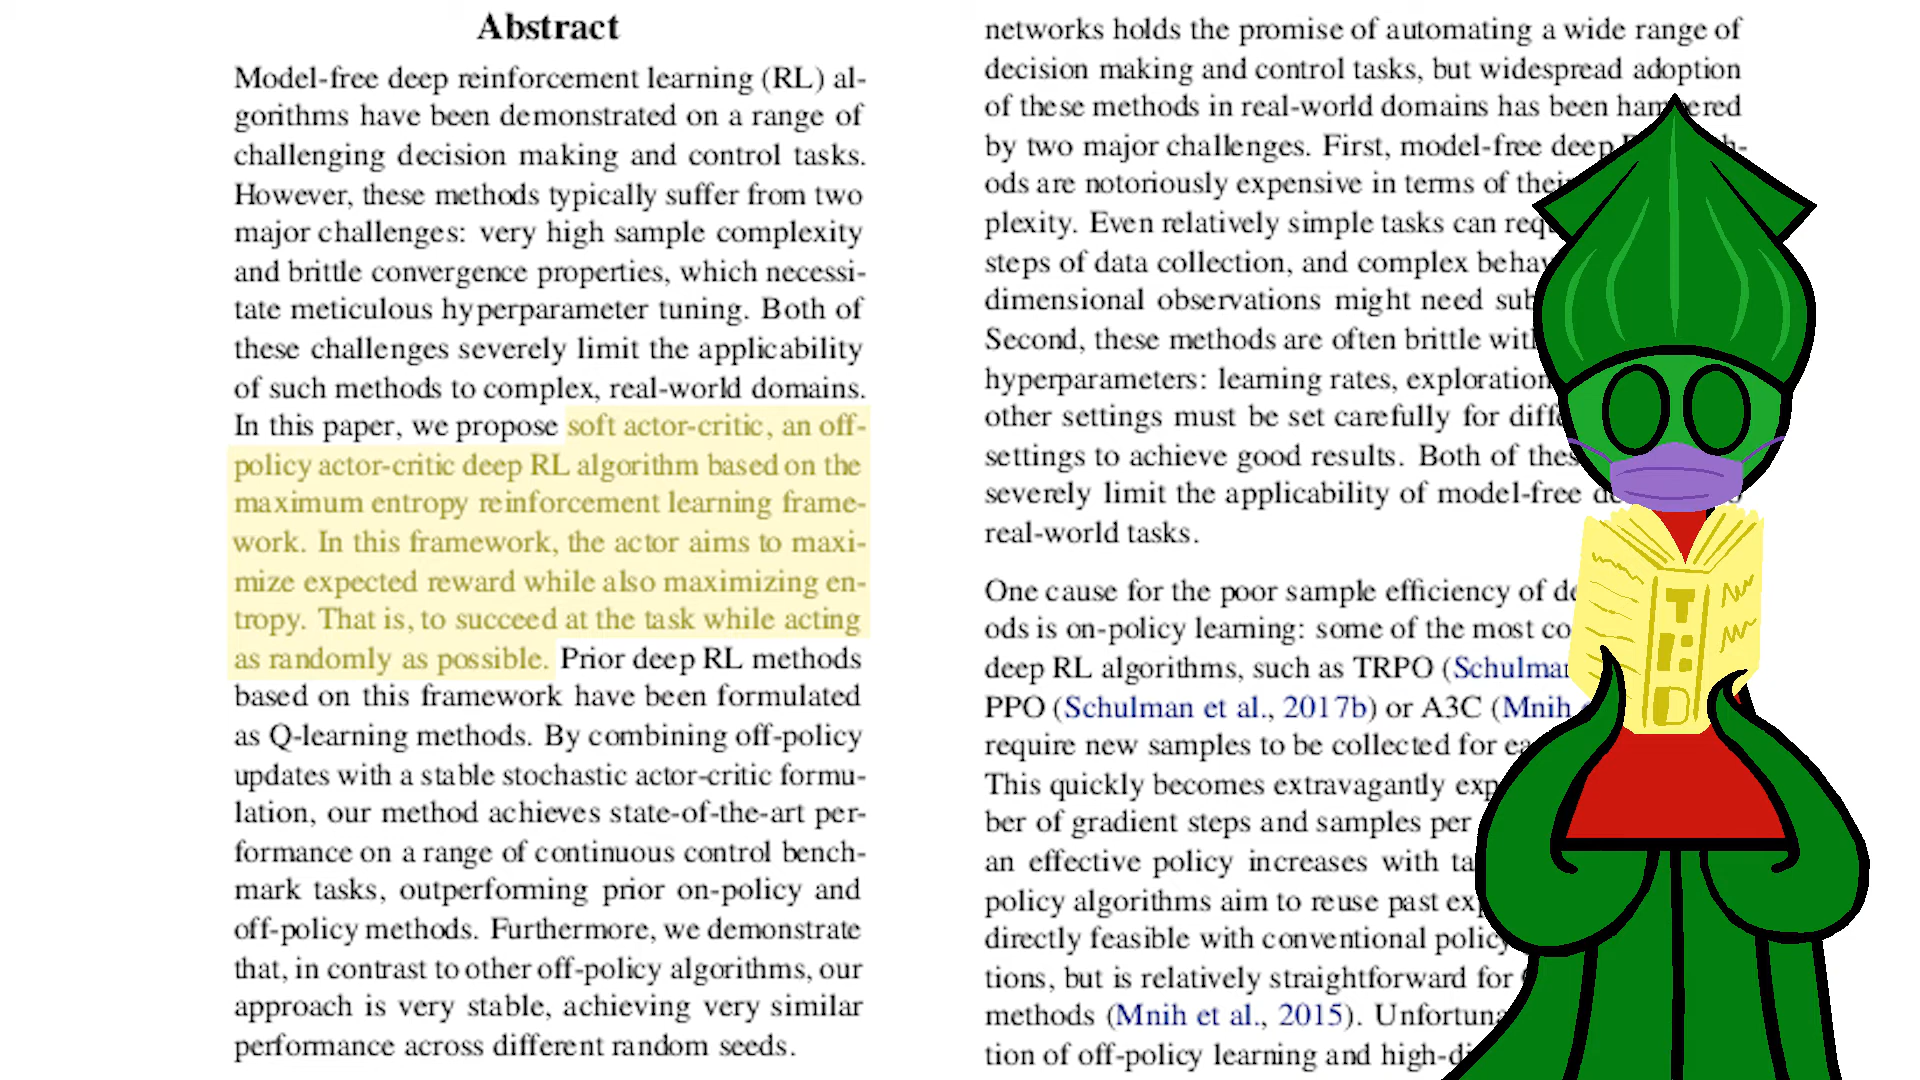 Abstract
Model-free deep reinforcement learning (RL) al-
gorithms have been demonstrated on a range of
challenging decision making and control tasks.
However, these methods typically suffer from two
major challenges: very high sample complexity
and brittle convergence properties, which necessi-
tate meticulous hyperparameter tuning. Both of
these challenges severely limit the applicability
of such methods to complex, real-world domains.
In this paper, we propose soft actor-critic, an off-
policy actor-critic deep RL algorithm based on the
maximum entropy reinforcement learning frame-
work. In this framework, the actor aims to maxi-
mize expected reward while also maximizing en-
tropy. That is, to succeed at the task while acting
as randomly as possible. Prior deep RL methods
based on this framework have been formulated
as Q-learning methods. By combining off-policy
updates with a stable stochastic actor-critic formu-
lation, our method achieves state-of-the-art per-
formance on a range of continuous control bench-
mark tasks, outperforming prior on-policy and
off-policy methods. Furthermore, we demonstrate
that, in contrast to other off-policy algorithms, our
approach is very stable, achieving very similar
performance across different random seeds.
networks holds the promise of automating a wide range of
decision making and control tasks, but widespread adoption
of these methods in real-world domains has been hampered
by two major challenges. First, model-free deep
ods are notoriously expensive in terms of their
plexity. Even relatively simple tasks can
steps of data collection, and complex
dimensional observations might need
Second, these methods are often brittle with
hyperparameters: learning rates, exploration
other settings must be set carefully for
settings to achieve good results. Both of
severely limit the applicability of model-free
real-world tasks.
One cause for the poor sample efficiency of
ods is on-policy learning: some of the most
deep RL algorithms, such as TRPO (Schulman
PPO (Schulman et al., 2017b) or A3C (Mnih
require new samples to be collected for
This quickly becomes extravagantly
ber of gradient steps and samples per
an effective policy increases with
policy algorithms aim to reuse past
directly feasible with conventional policy
tions, but is relatively straightforward for
methods (Mnih et al., 2015).
tion of off-policy learning and